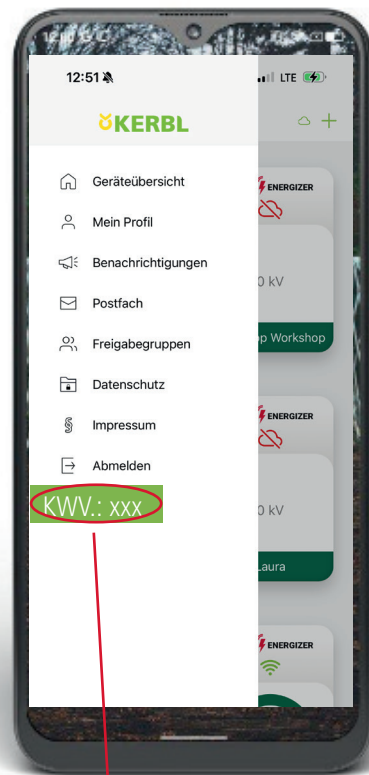 12:51
LTE
KERBL
Geräteübersicht
Mein Profil
Benachrichtigungen
Postfach
Freigabegruppen
Datenschutz
Impressum
Abmelden
KWV.: xxx
ENERGIZER
0 kV
op Workshop
ENERGIZER
0 kV
Laura
ENERGIZER